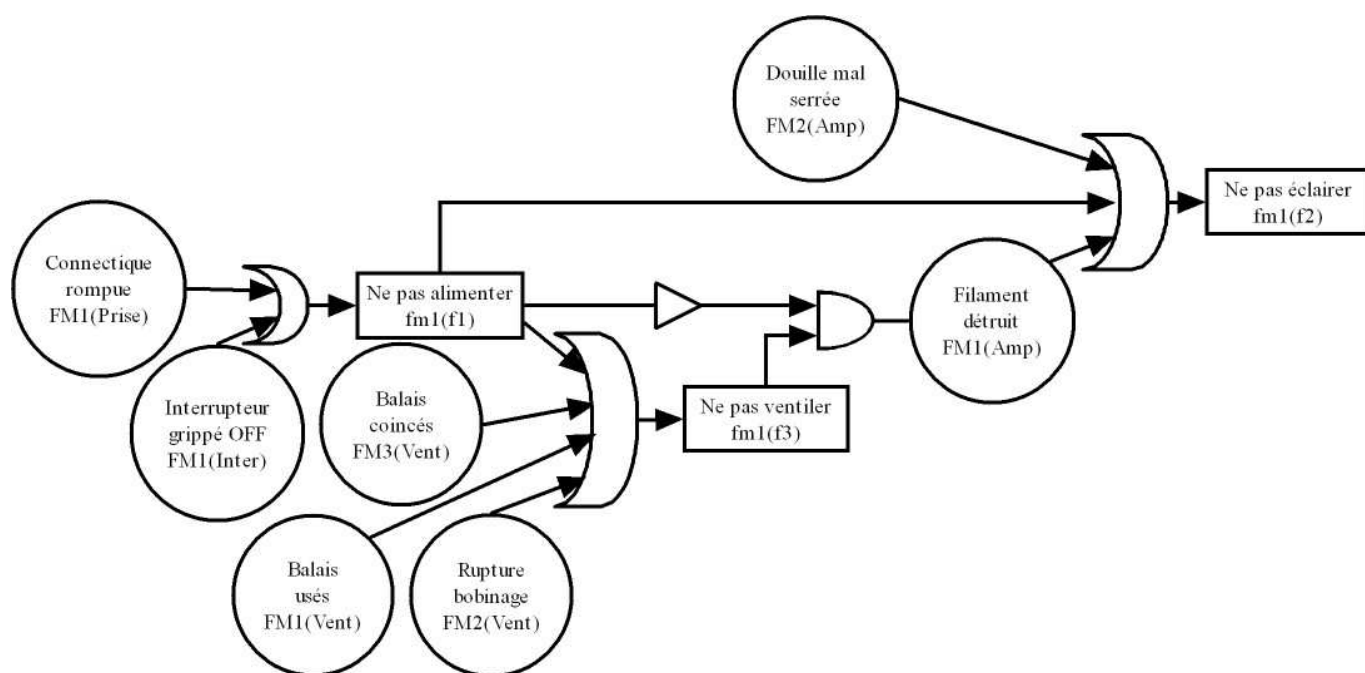 Douille mal
serrée
FM2(Amp)
Ne pas éclairer
fm1(f2)
Connectique
rompue
FM1(Prise)
Ne pas alimenter
fm1(f1)
Filament
détruit
FM1(Amp)
Interrupteur
grippé OFF
FM1(Inter)
Balais
coincés
FM3(Vent)
Ne pas ventiler
fm1(f3)
Balais
usés
FM1(Vent)
Rupture
bobinage
FM2(Vent)